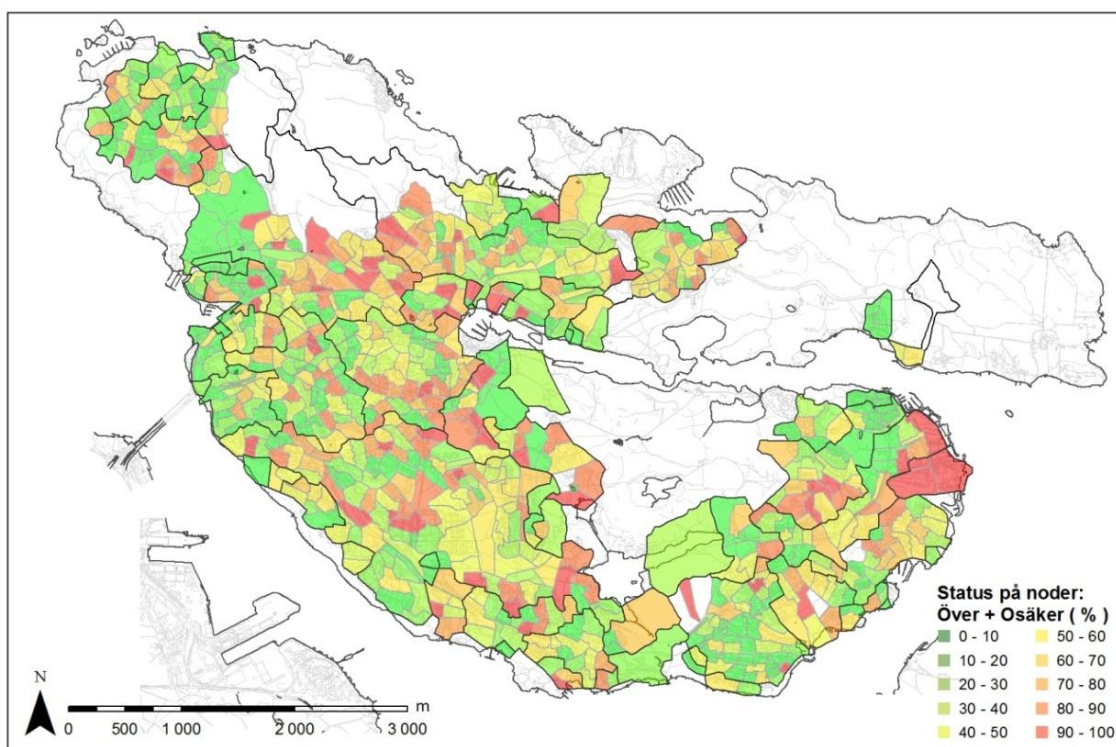 Status på noder:
Över + Osäker ( % )
0 - 10
50 - 60
10 - 20
60 - 70
20 - 30
70 - 80
30 - 40
80 - 90
40 - 50
90 - 100
N
m
0 500 1 000 2 000 3 000